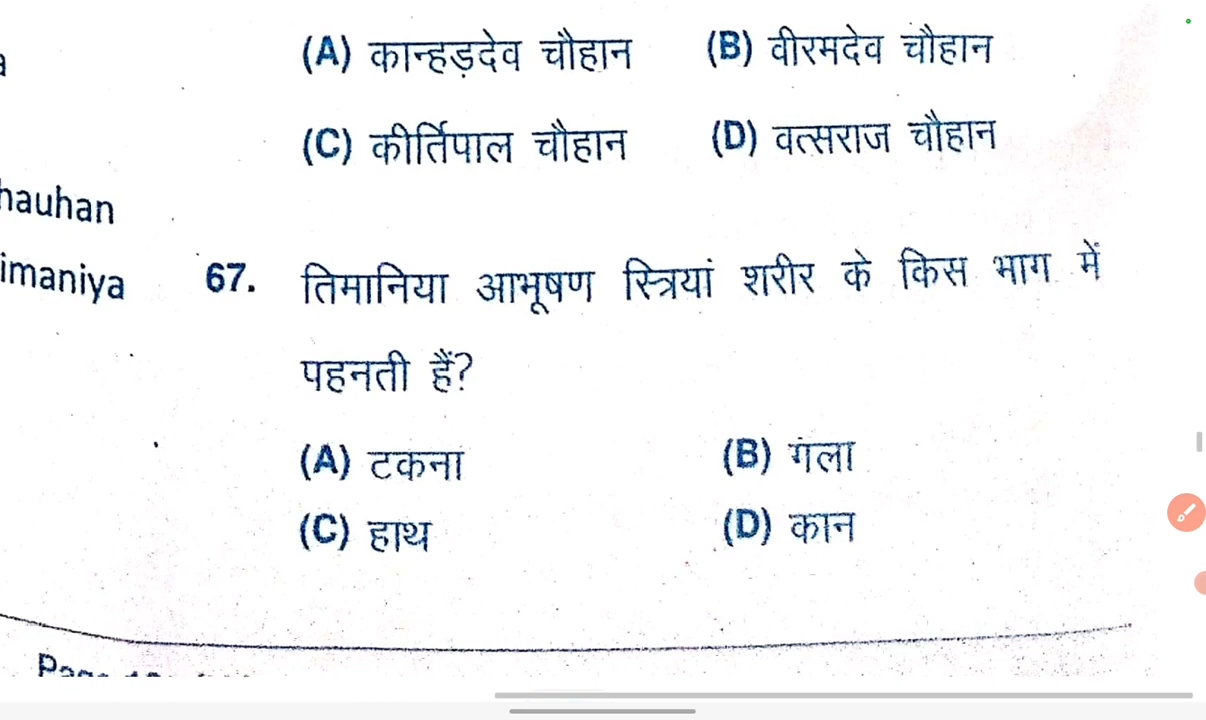 (A) कान्हड़देव चौहान (B) वीरमदेव चौहान
(C) कीर्तिपाल चौहान (D) वत्सराज चौहान
hauhan
imaniya
67. तिमानिया आभूषण स्त्रियां शरीर के किस भाग में
पहनती हैं?
(A) टकना (B) गला
(C) हाथ (D) कान